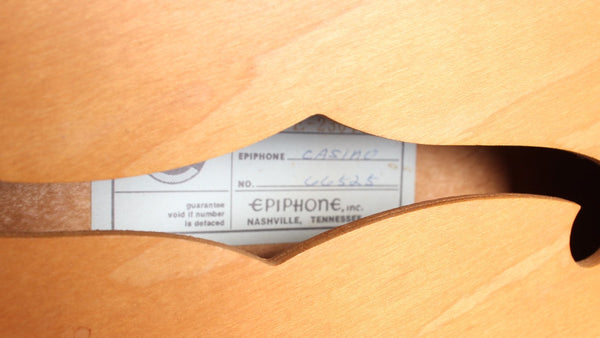 EPIPHONE CASINO
NO. 66525
guarantee
void if number
is defaced
EPIPHONE, INC.
NASHVILLE, TENNESSEE